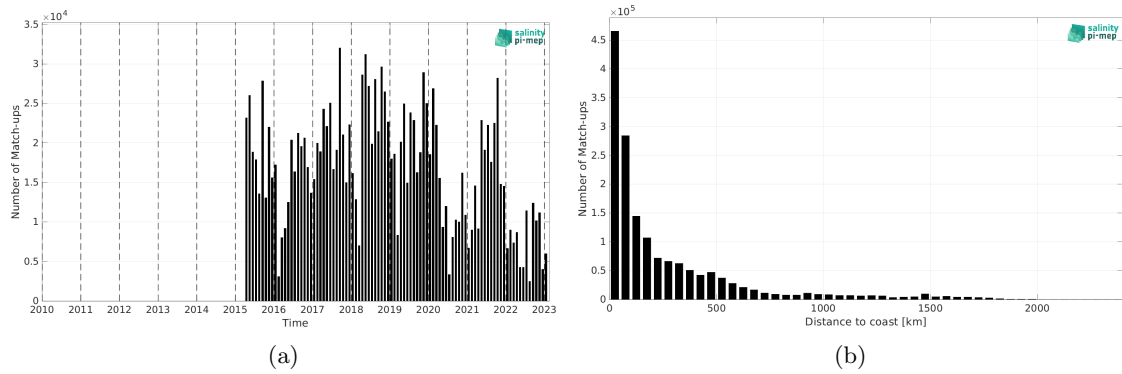 ×10⁴
3.5
3
2.5
2
1.5
1
0.5
0
Number of Match-ups
2010 2011 2012 2013 2014 2015 2016 2017 2018 2019 2020 2021 2022 2023
Time
salinity
pi-mep
(a)
×10⁵
4.5
4
3.5
3
2.5
2
1.5
1
0.5
0
Number of Match-ups
0 500 1000 1500 2000
Distance to coast [km]
salinity
pi-mep
(b)